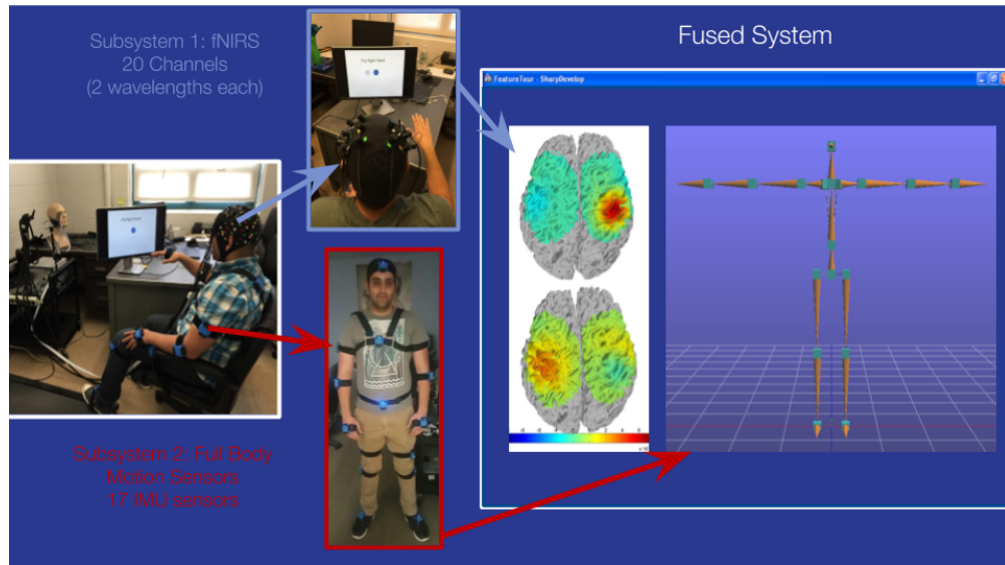 Subsystem 1: fNIRS
20 Channels
(2 wavelengths each)
Fused System
FeatureTour - SharpDevelop
Subsystem 2: Full Body
Motion Sensors
17 IMU sensors